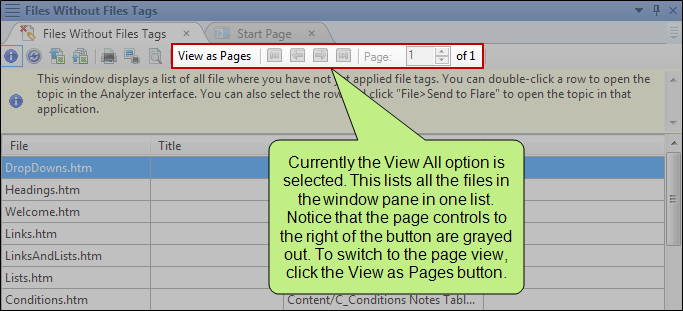 Files Without Files Tags
Files Without Files Tags
Start Page
View as Pages
Page:
1
of 1
This window displays a list of all file where you have not yet applied file tags. You can double-click a row to open the
topic in the Analyzer interface. You can also select the row and click "File>Send to Flare" to open the topic in that
application.
File
Title
DropDowns.htm
Headings.htm
Welcome.htm
Links.htm
LinksAndLists.htm
Lists.htm
Conditions.htm
Content/C_Conditions Notes Tabl...
Currently the View All option is
selected. This lists all the files in
the window pane in one list.
Notice that the page controls to
the right of the button are grayed
out. To switch to the page view,
click the View as Pages button.